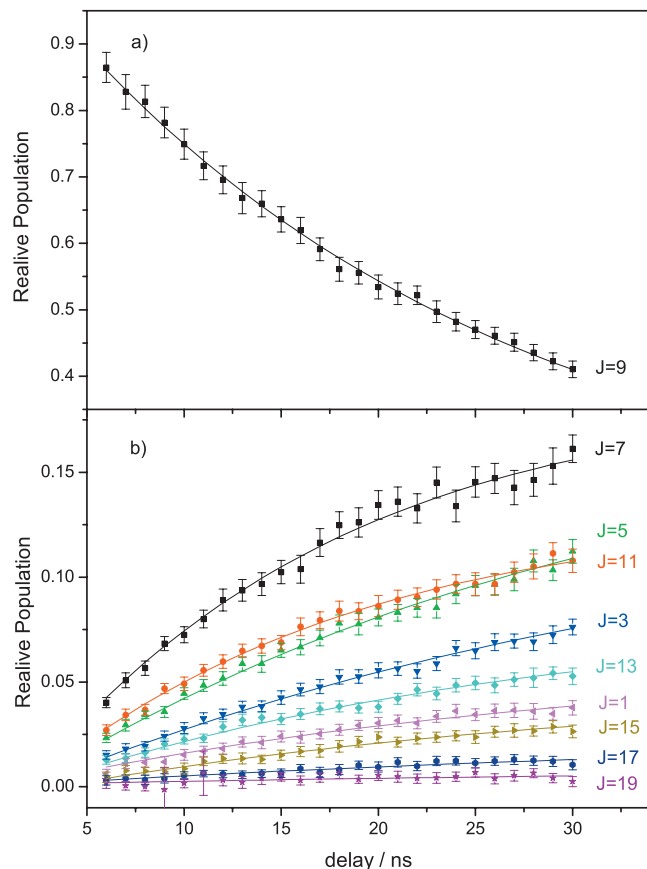 a)
0.9
0.8
0.7
0.6
0.5
0.4
Realive Population
J=9
b)
0.15
0.10
0.05
0.00
Realive Population
J=7
J=5
J=11
J=3
J=13
J=1
J=15
J=17
J=19
5 10 15 20 25 30
delay / ns